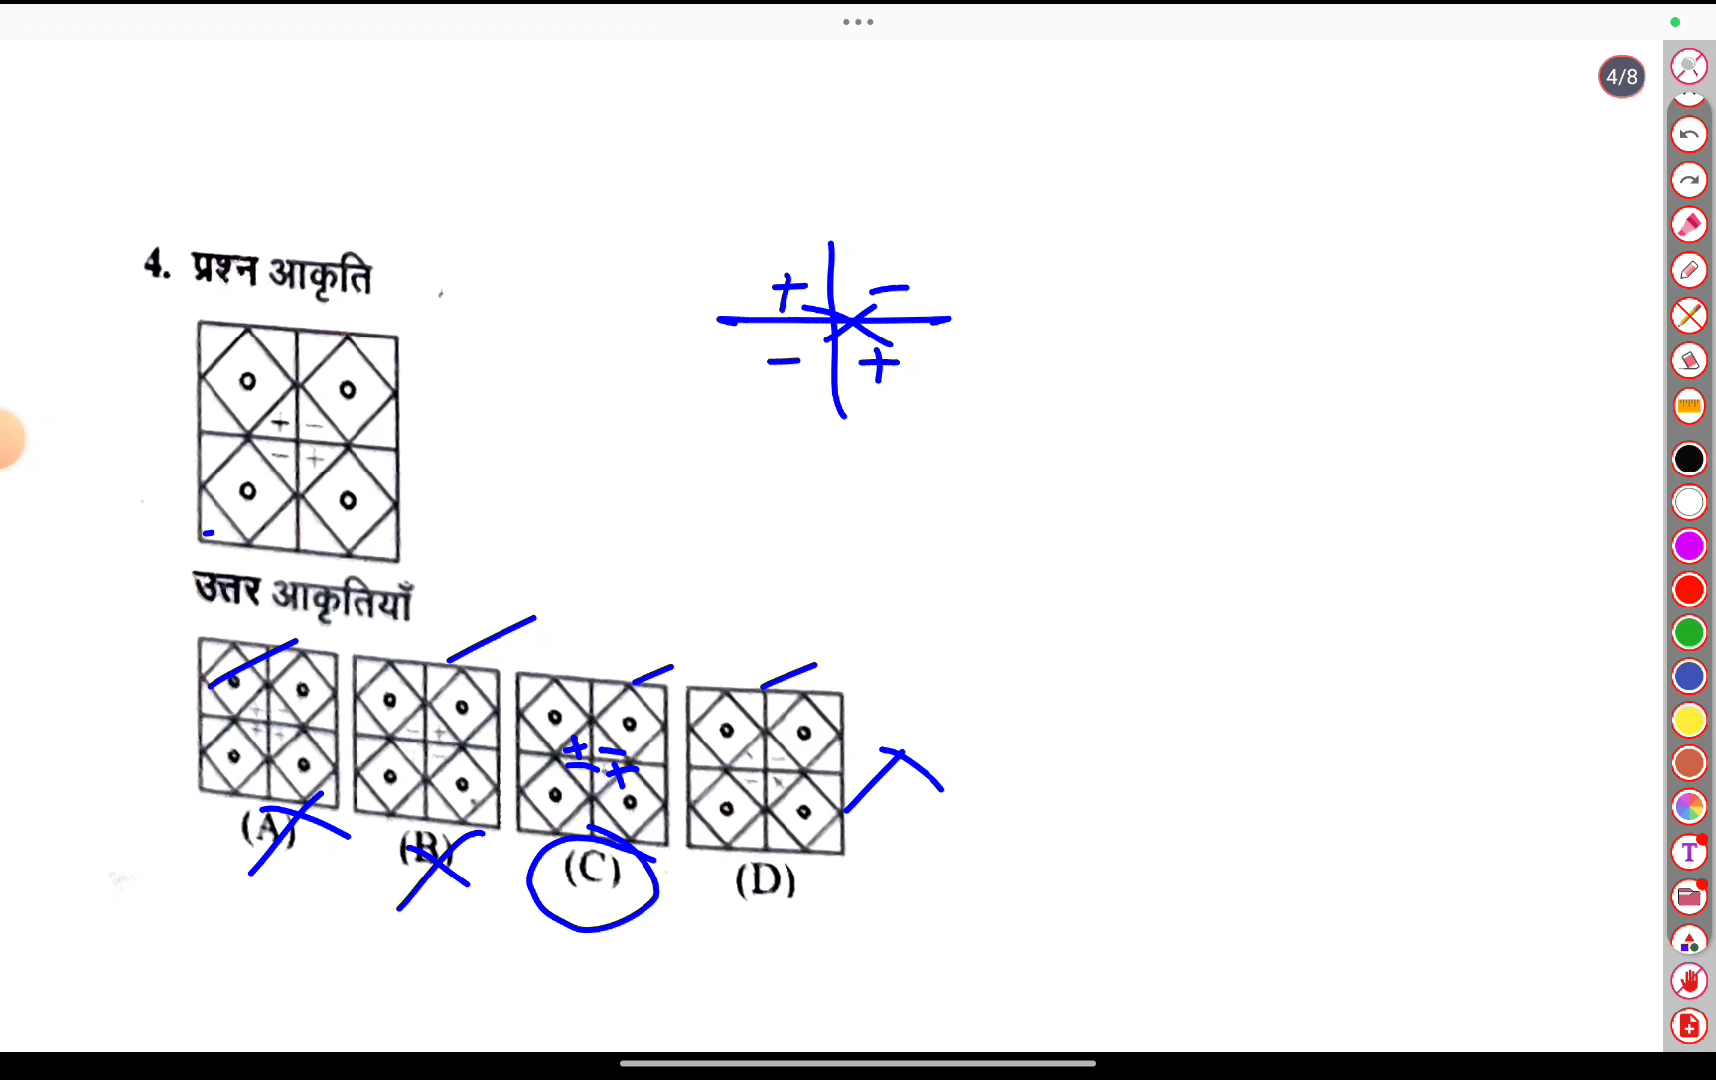 4/8
4. प्रश्न आकृति
+ −
− +
+ −
− +
उत्तर आकृतियाँ
+ −
− +
(A) (B) (C) (D)
T